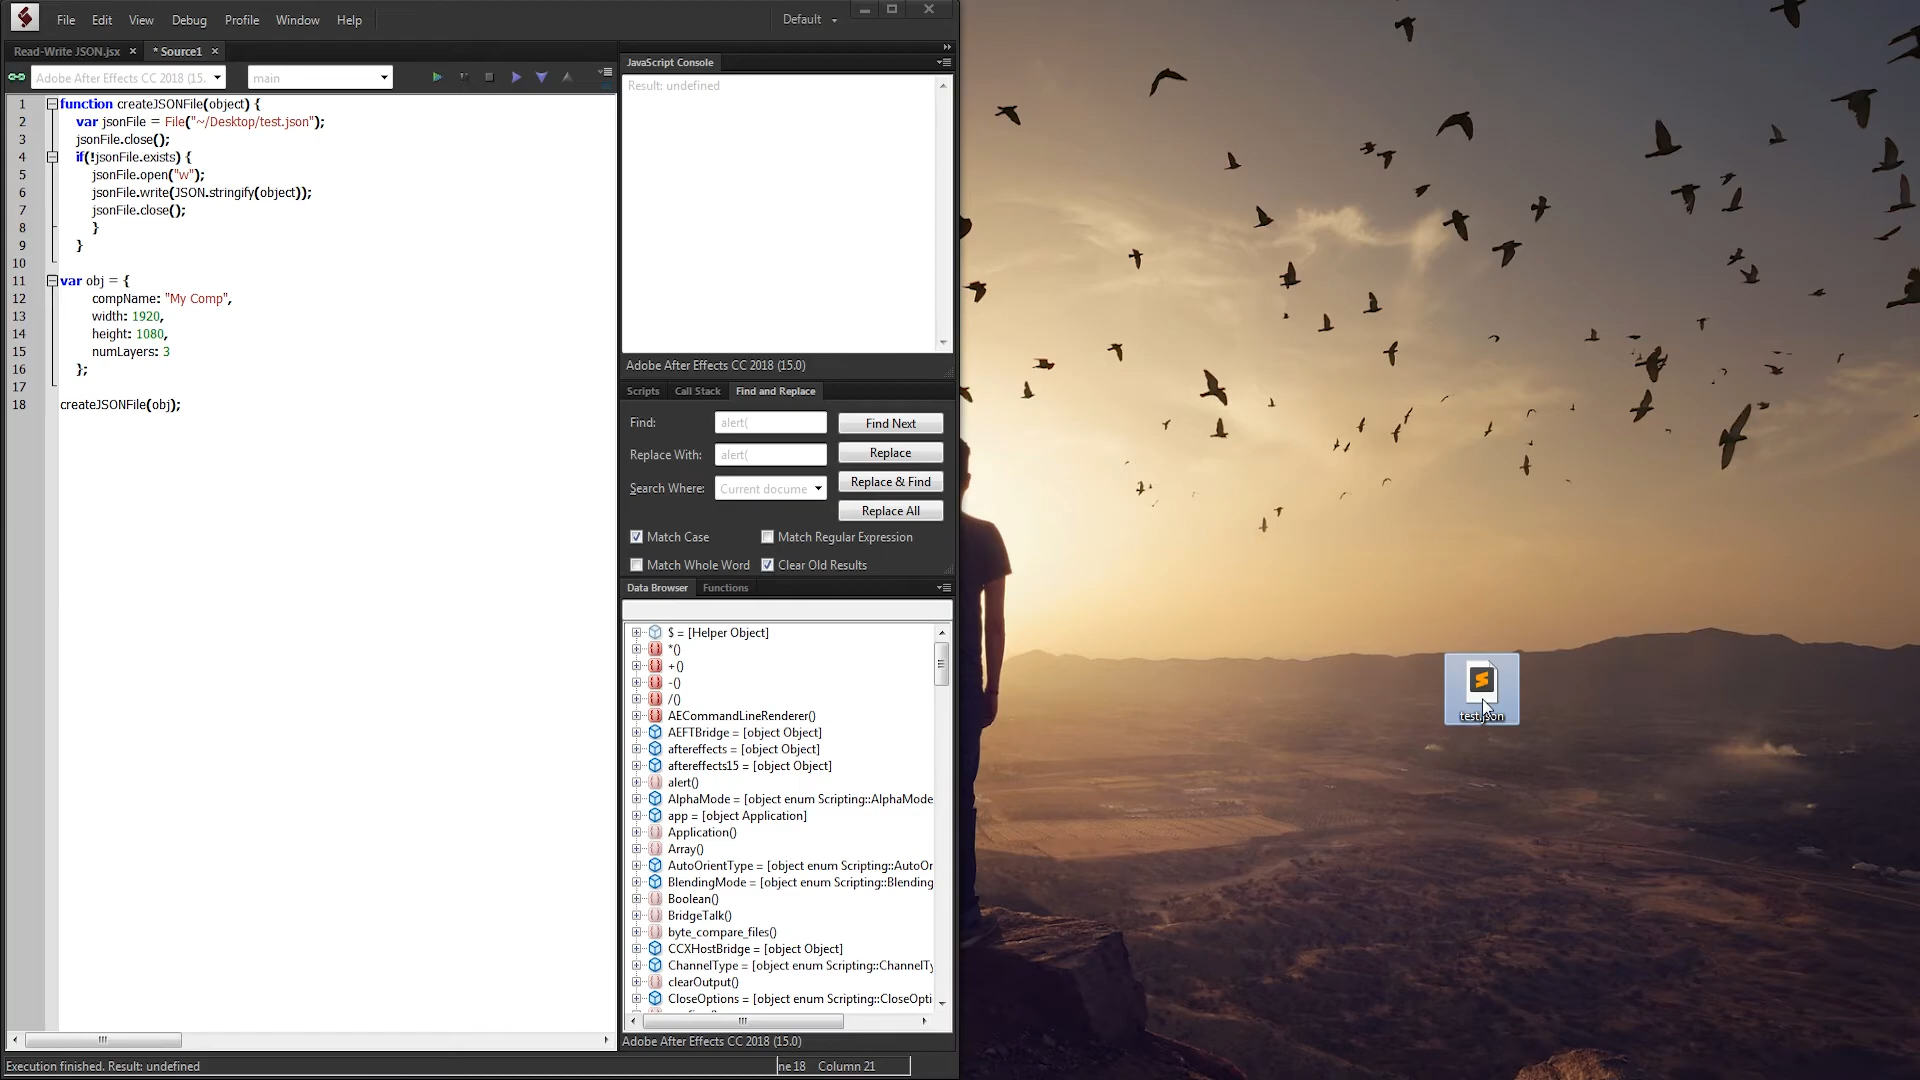 File Edit View Debug Profile Window Help Default
Read-Write JSON.jsx * Source1
Adobe After Effects CC 2018 (15. main
1 function createJSONFile(object) {
2 var jsonFile = File("~/Desktop/test.json");
3 jsonFile.close();
4 if(!jsonFile.exists) {
5 jsonFile.open("w");
6 jsonFile.write(JSON.stringify(object));
7 jsonFile.close();
8 }
9 }
10
11 var obj = {
12 compName: "My Comp",
13 width: 1920,
14 height: 1080,
15 numLayers: 3
16 };
17
18 createJSONFile(obj);
JavaScript Console
Result: undefined
Adobe After Effects CC 2018 (15.0)
Scripts Call Stack Find and Replace
Find: alert( Find Next
Replace With: alert( Replace
Search Where: Current docume Replace & Find
Replace All
Match Case Match Regular Expression
Match Whole Word Clear Old Results
Data Browser Functions
$ = [Helper Object]
*()
+()
-()
/()
AECommandLineRenderer()
AEFTBridge = [object Object]
aftereffects = [object Object]
aftereffects15 = [object Object]
alert()
AlphaMode = [object enum Scripting::AlphaMode
app = [object Application]
Application()
Array()
AutoOrientType = [object enum Scripting::AutoOr
BlendingMode = [object enum Scripting::Blending
Boolean()
BridgeTalk()
byte_compare_files()
CCXHostBridge = [object Object]
ChannelType = [object enum Scripting::ChannelTy
clearOutput()
CloseOptions = [object enum Scripting::CloseOpti
Adobe After Effects CC 2018 (15.0)
Execution finished. Result: undefined ne 18 Column 21
test.json